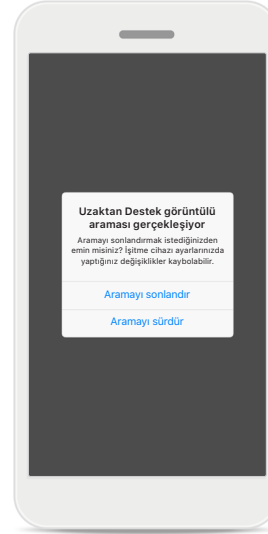 Uzaktan Destek görüntülü
araması gerçekleşiyor
Aramayı sonlandırmak istediğinizden
emin misiniz? İşitme cihazı ayarlarınızda
yaptığınız değişiklikler kaybolabilir.
Aramayı sonlandır
Aramayı sürdür